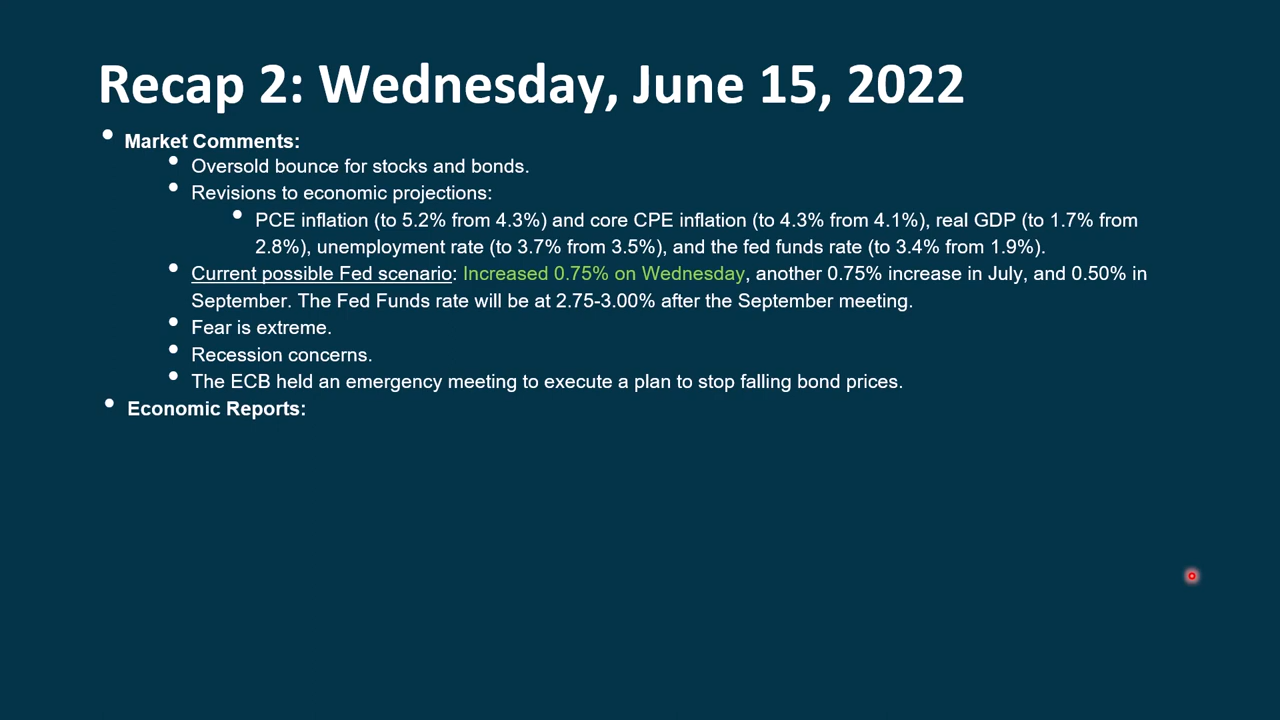 Recap 2: Wednesday, June 15, 2022
Market Comments:
Oversold bounce for stocks and bonds.
Revisions to economic projections:
PCE inflation (to 5.2% from 4.3%) and core CPE inflation (to 4.3% from 4.1%), real GDP (to 1.7% from
2.8%), unemployment rate (to 3.7% from 3.5%), and the fed funds rate (to 3.4% from 1.9%).
Current possible Fed scenario: Increased 0.75% on Wednesday, another 0.75% increase in July, and 0.50% in
September. The Fed Funds rate will be at 2.75-3.00% after the September meeting.
Fear is extreme.
Recession concerns.
The ECB held an emergency meeting to execute a plan to stop falling bond prices.
Economic Reports: